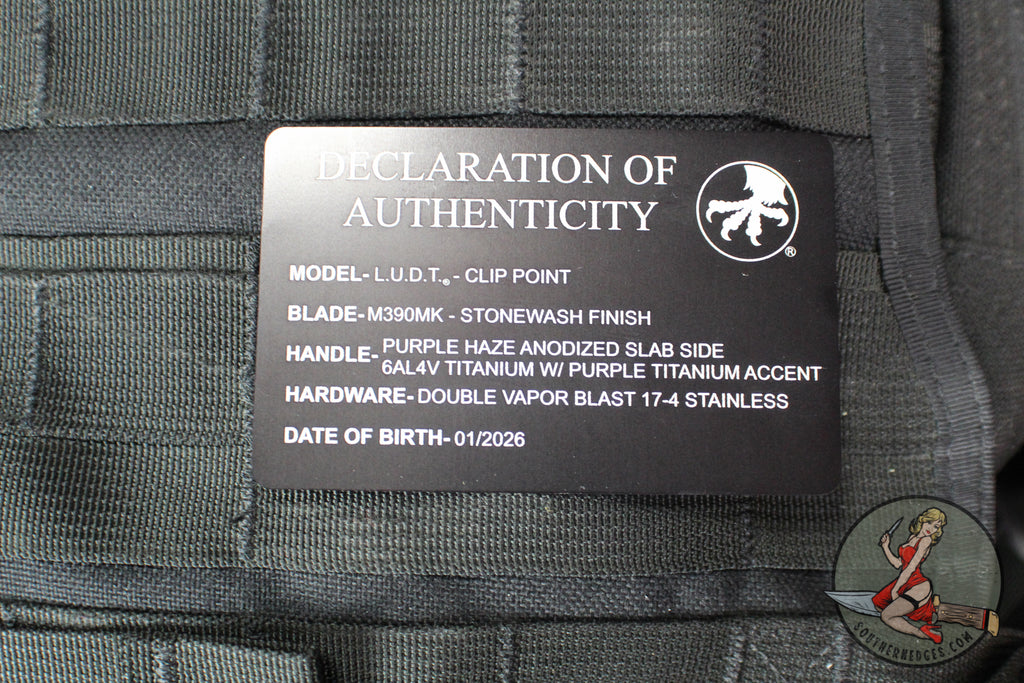 DECLARATION OF
AUTHENTICITY
®
MODEL- L.U.D.T.® - CLIP POINT
BLADE- M390MK - STONEWASH FINISH
HANDLE- PURPLE HAZE ANODIZED SLAB SIDE
6AL4V TITANIUM W/ PURPLE TITANIUM ACCENT
HARDWARE- DOUBLE VAPOR BLAST 17-4 STAINLESS
DATE OF BIRTH- 01/2026
SOUTHERNEDGES.COM